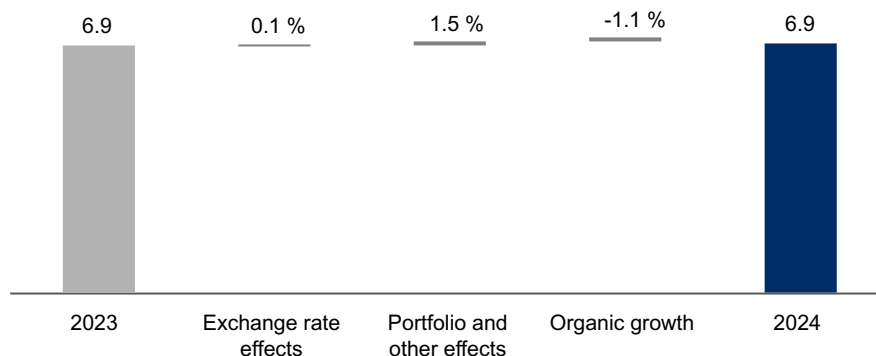 6.9
0.1 %
1.5 %
-1.1 %
6.9
2023
Exchange rate
effects
Portfolio and
other effects
Organic growth
2024